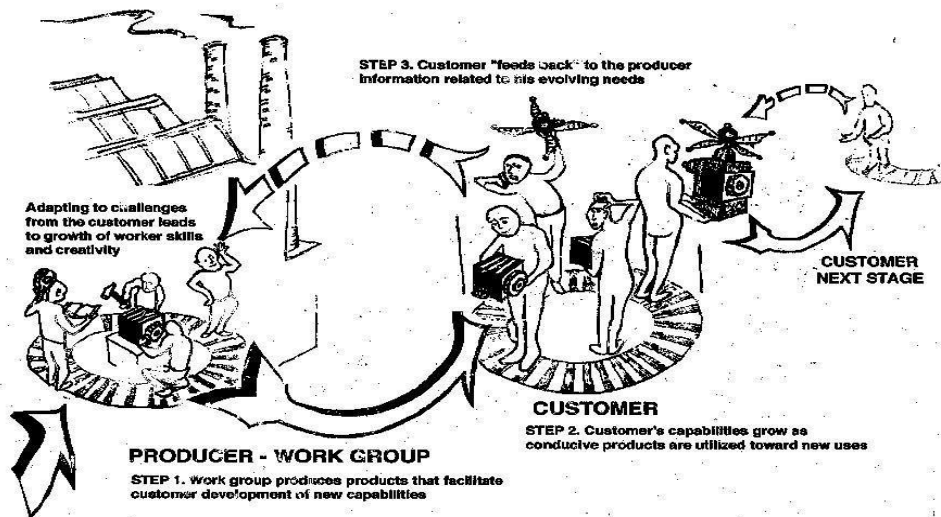 STEP 3. Customer "feeds back" to the producer
information related to his evolving needs
Adapting to challenges
from the customer leads
to growth of worker skills
and creativity
CUSTOMER
NEXT STAGE
CUSTOMER
STEP 2. Customer's capabilities grow as
conducive products are utilized toward new uses
PRODUCER - WORK GROUP
STEP 1. Work group produces products that facilitate
customer development of new capabilities